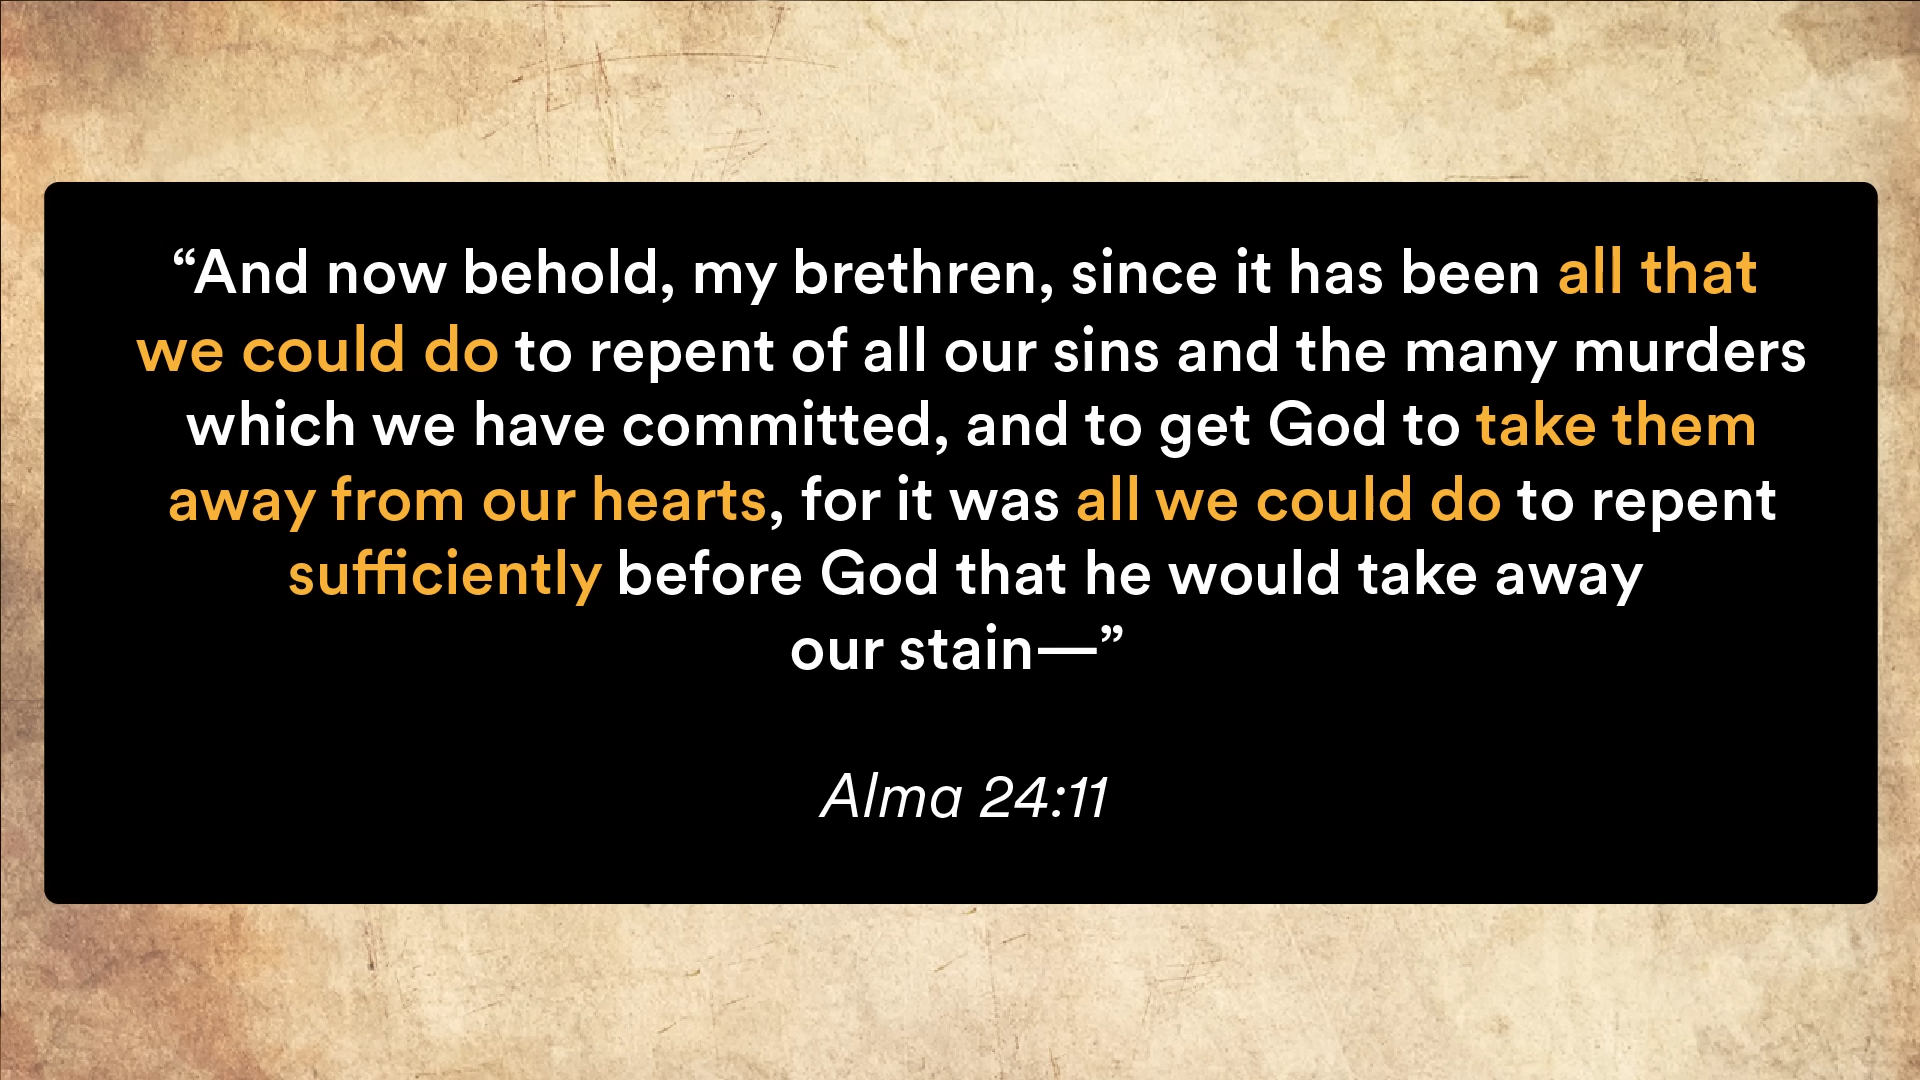 “And now behold, my brethren, since it has been all that
we could do to repent of all our sins and the many murders
which we have committed, and to get God to take them
away from our hearts, for it was all we could do to repent
sufficiently before God that he would take away
our stain—”
Alma 24:11